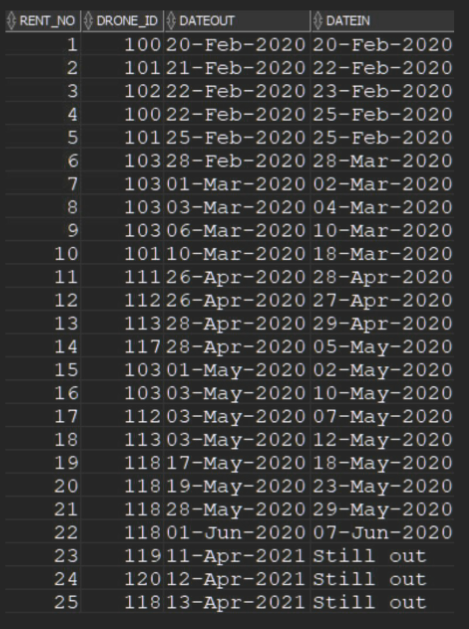 RENT_NO DRONE_ID DATEOUT DATEIN
1 100 20-Feb-2020 20-Feb-2020
2 101 21-Feb-2020 22-Feb-2020
3 102 22-Feb-2020 23-Feb-2020
4 100 22-Feb-2020 25-Feb-2020
5 101 25-Feb-2020 25-Feb-2020
6 103 28-Feb-2020 28-Mar-2020
7 103 01-Mar-2020 02-Mar-2020
8 103 03-Mar-2020 04-Mar-2020
9 103 06-Mar-2020 10-Mar-2020
10 101 10-Mar-2020 18-Mar-2020
11 111 26-Apr-2020 28-Apr-2020
12 112 26-Apr-2020 27-Apr-2020
13 113 28-Apr-2020 29-Apr-2020
14 117 28-Apr-2020 05-May-2020
15 103 01-May-2020 02-May-2020
16 103 03-May-2020 10-May-2020
17 112 03-May-2020 07-May-2020
18 113 03-May-2020 12-May-2020
19 118 17-May-2020 18-May-2020
20 118 19-May-2020 23-May-2020
21 118 28-May-2020 29-May-2020
22 118 01-Jun-2020 07-Jun-2020
23 119 11-Apr-2021 Still out
24 120 12-Apr-2021 Still out
25 118 13-Apr-2021 Still out